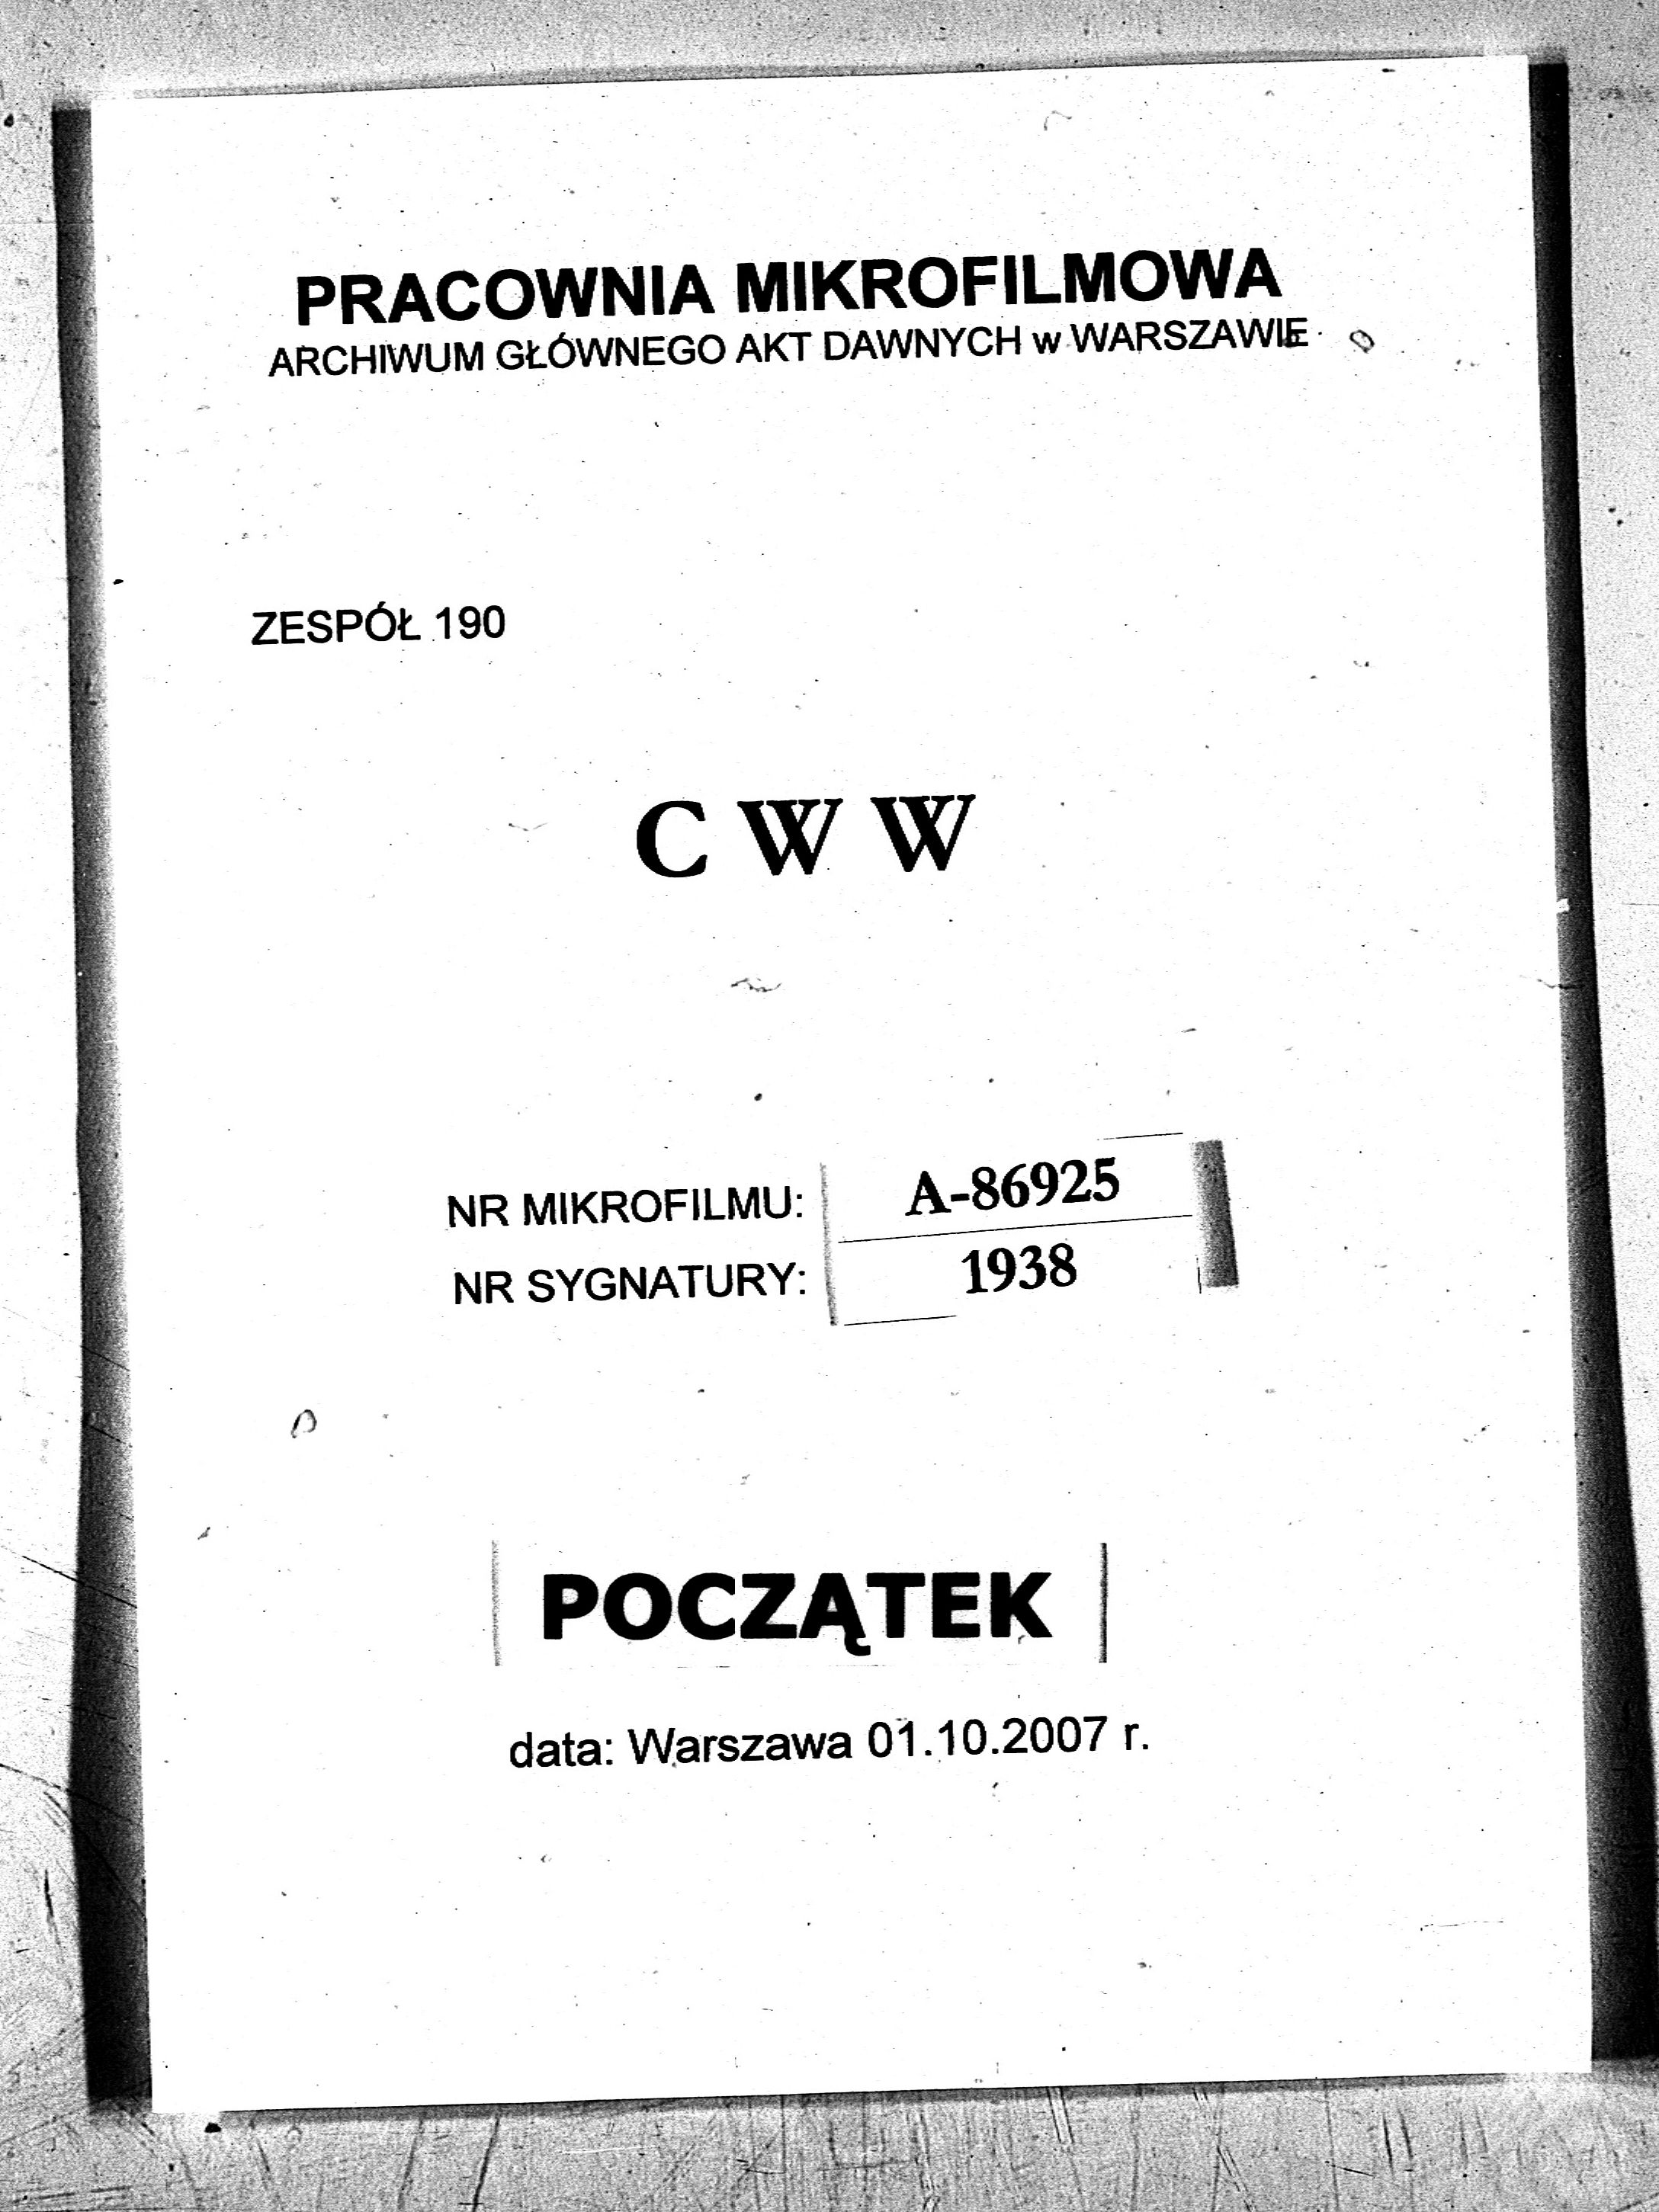 PRACOWNIA MIKROFILMOWA
ARCHIWUM GŁÓWNEGO AKT DAWNYCH w WARSZAWIE
ZESPÓŁ 190
C W W
NR MIKROFILMU: A-86925
NR SYGNATURY: 1938
POCZĄTEK
data: Warszawa 01.10.2007 r.